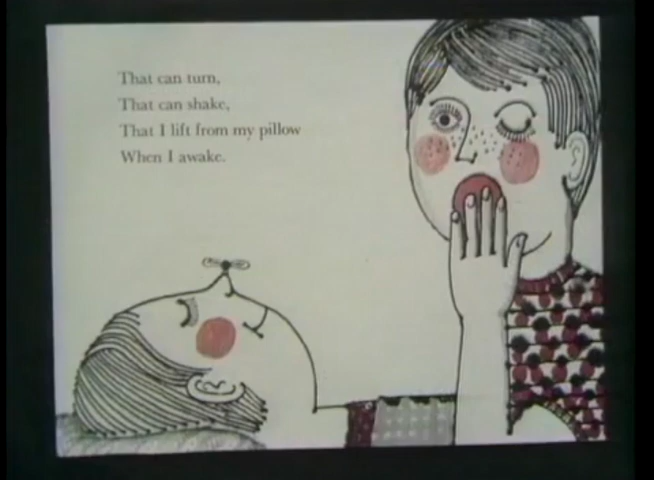 That can turn,
That can shake,
That I lift from my pillow
When I awake.